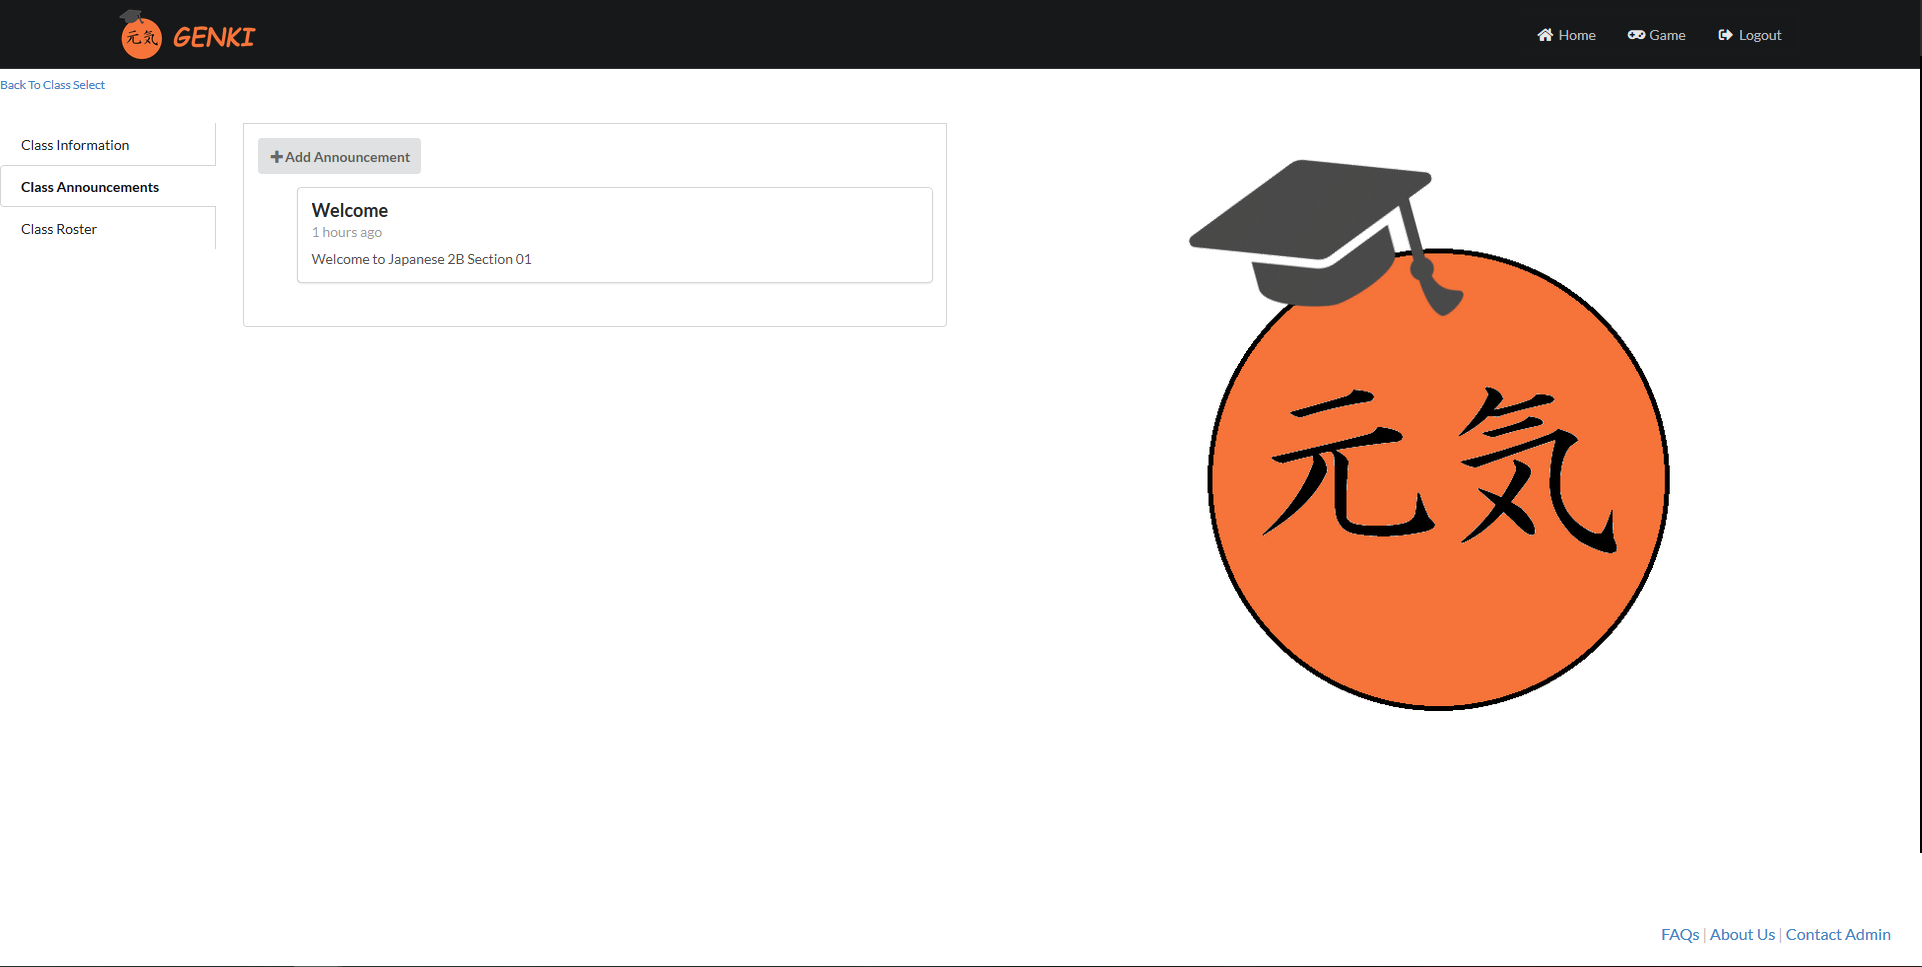 元気 GENKI
Home Game Logout
Back To Class Select
Class Information
Class Announcements
Class Roster
Add Announcement
Welcome
1 hours ago
Welcome to Japanese 2B Section 01
元気
FAQs | About Us | Contact Admin